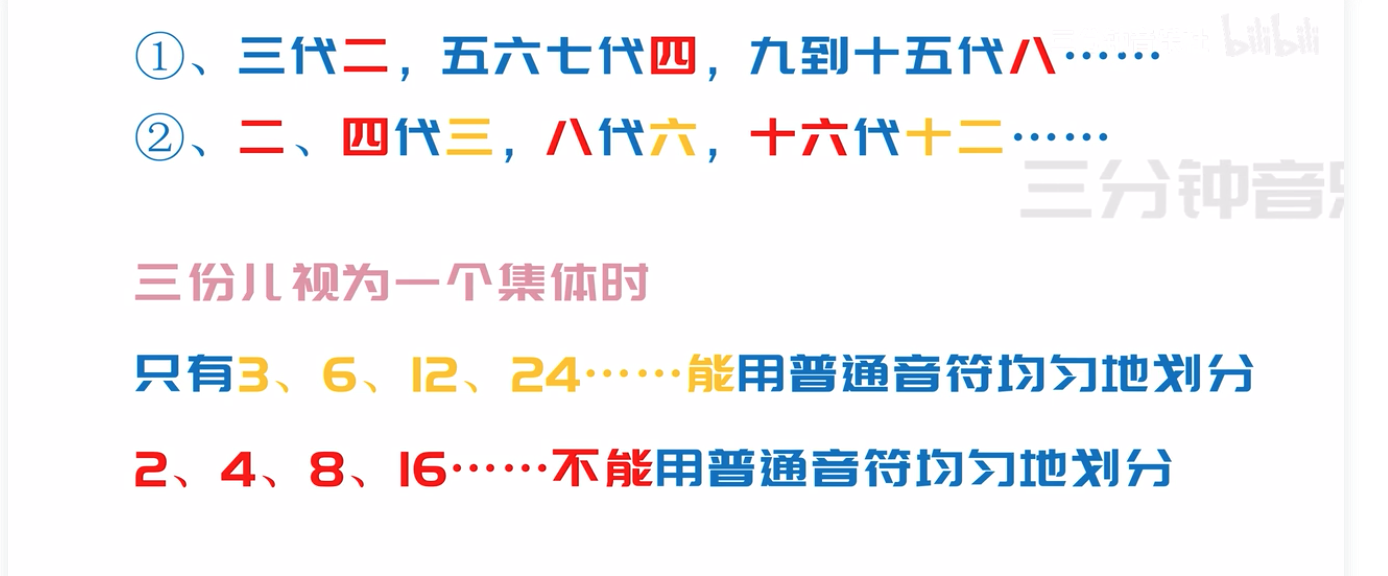 ①、三代二，五六七代四，九到十五代八……
bilibili
②、二、四代三，八代六，十六代十二……
三分钟音乐
三份儿视为一个集体时
只有3、6、12、24……能用普通音符均匀地划分
2、4、8、16……不能用普通音符均匀地划分